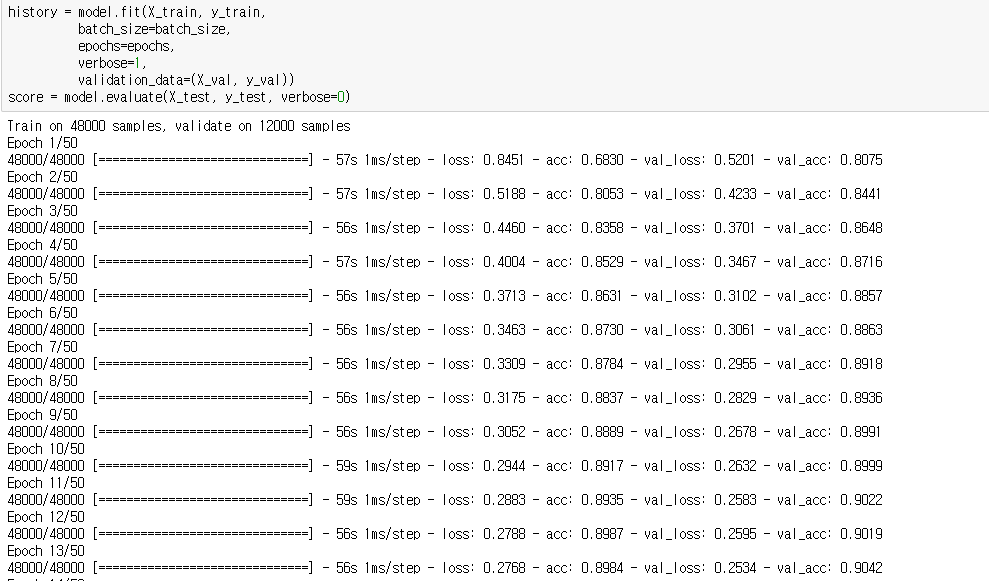 history = model.fit(X_train, y_train,
batch_size=batch_size,
epochs=epochs,
verbose=1,
validation_data=(X_val, y_val))
score = model.evaluate(X_test, y_test, verbose=0)
Train on 48000 samples, validate on 12000 samples
Epoch 1/50
48000/48000 [==============================] - 57s 1ms/step - loss: 0.8451 - acc: 0.6830 - val_loss: 0.5201 - val_acc: 0.8075
Epoch 2/50
48000/48000 [==============================] - 57s 1ms/step - loss: 0.5188 - acc: 0.8053 - val_loss: 0.4233 - val_acc: 0.8441
Epoch 3/50
48000/48000 [==============================] - 56s 1ms/step - loss: 0.4460 - acc: 0.8358 - val_loss: 0.3701 - val_acc: 0.8648
Epoch 4/50
48000/48000 [==============================] - 57s 1ms/step - loss: 0.4004 - acc: 0.8529 - val_loss: 0.3467 - val_acc: 0.8716
Epoch 5/50
48000/48000 [==============================] - 56s 1ms/step - loss: 0.3713 - acc: 0.8631 - val_loss: 0.3102 - val_acc: 0.8857
Epoch 6/50
48000/48000 [==============================] - 56s 1ms/step - loss: 0.3463 - acc: 0.8730 - val_loss: 0.3061 - val_acc: 0.8863
Epoch 7/50
48000/48000 [==============================] - 56s 1ms/step - loss: 0.3309 - acc: 0.8784 - val_loss: 0.2955 - val_acc: 0.8918
Epoch 8/50
48000/48000 [==============================] - 56s 1ms/step - loss: 0.3175 - acc: 0.8837 - val_loss: 0.2829 - val_acc: 0.8936
Epoch 9/50
48000/48000 [==============================] - 56s 1ms/step - loss: 0.3052 - acc: 0.8889 - val_loss: 0.2678 - val_acc: 0.8991
Epoch 10/50
48000/48000 [==============================] - 59s 1ms/step - loss: 0.2944 - acc: 0.8917 - val_loss: 0.2632 - val_acc: 0.8999
Epoch 11/50
48000/48000 [==============================] - 59s 1ms/step - loss: 0.2883 - acc: 0.8935 - val_loss: 0.2583 - val_acc: 0.9022
Epoch 12/50
48000/48000 [==============================] - 56s 1ms/step - loss: 0.2788 - acc: 0.8987 - val_loss: 0.2595 - val_acc: 0.9019
Epoch 13/50
48000/48000 [==============================] - 56s 1ms/step - loss: 0.2768 - acc: 0.8984 - val_loss: 0.2534 - val_acc: 0.9042